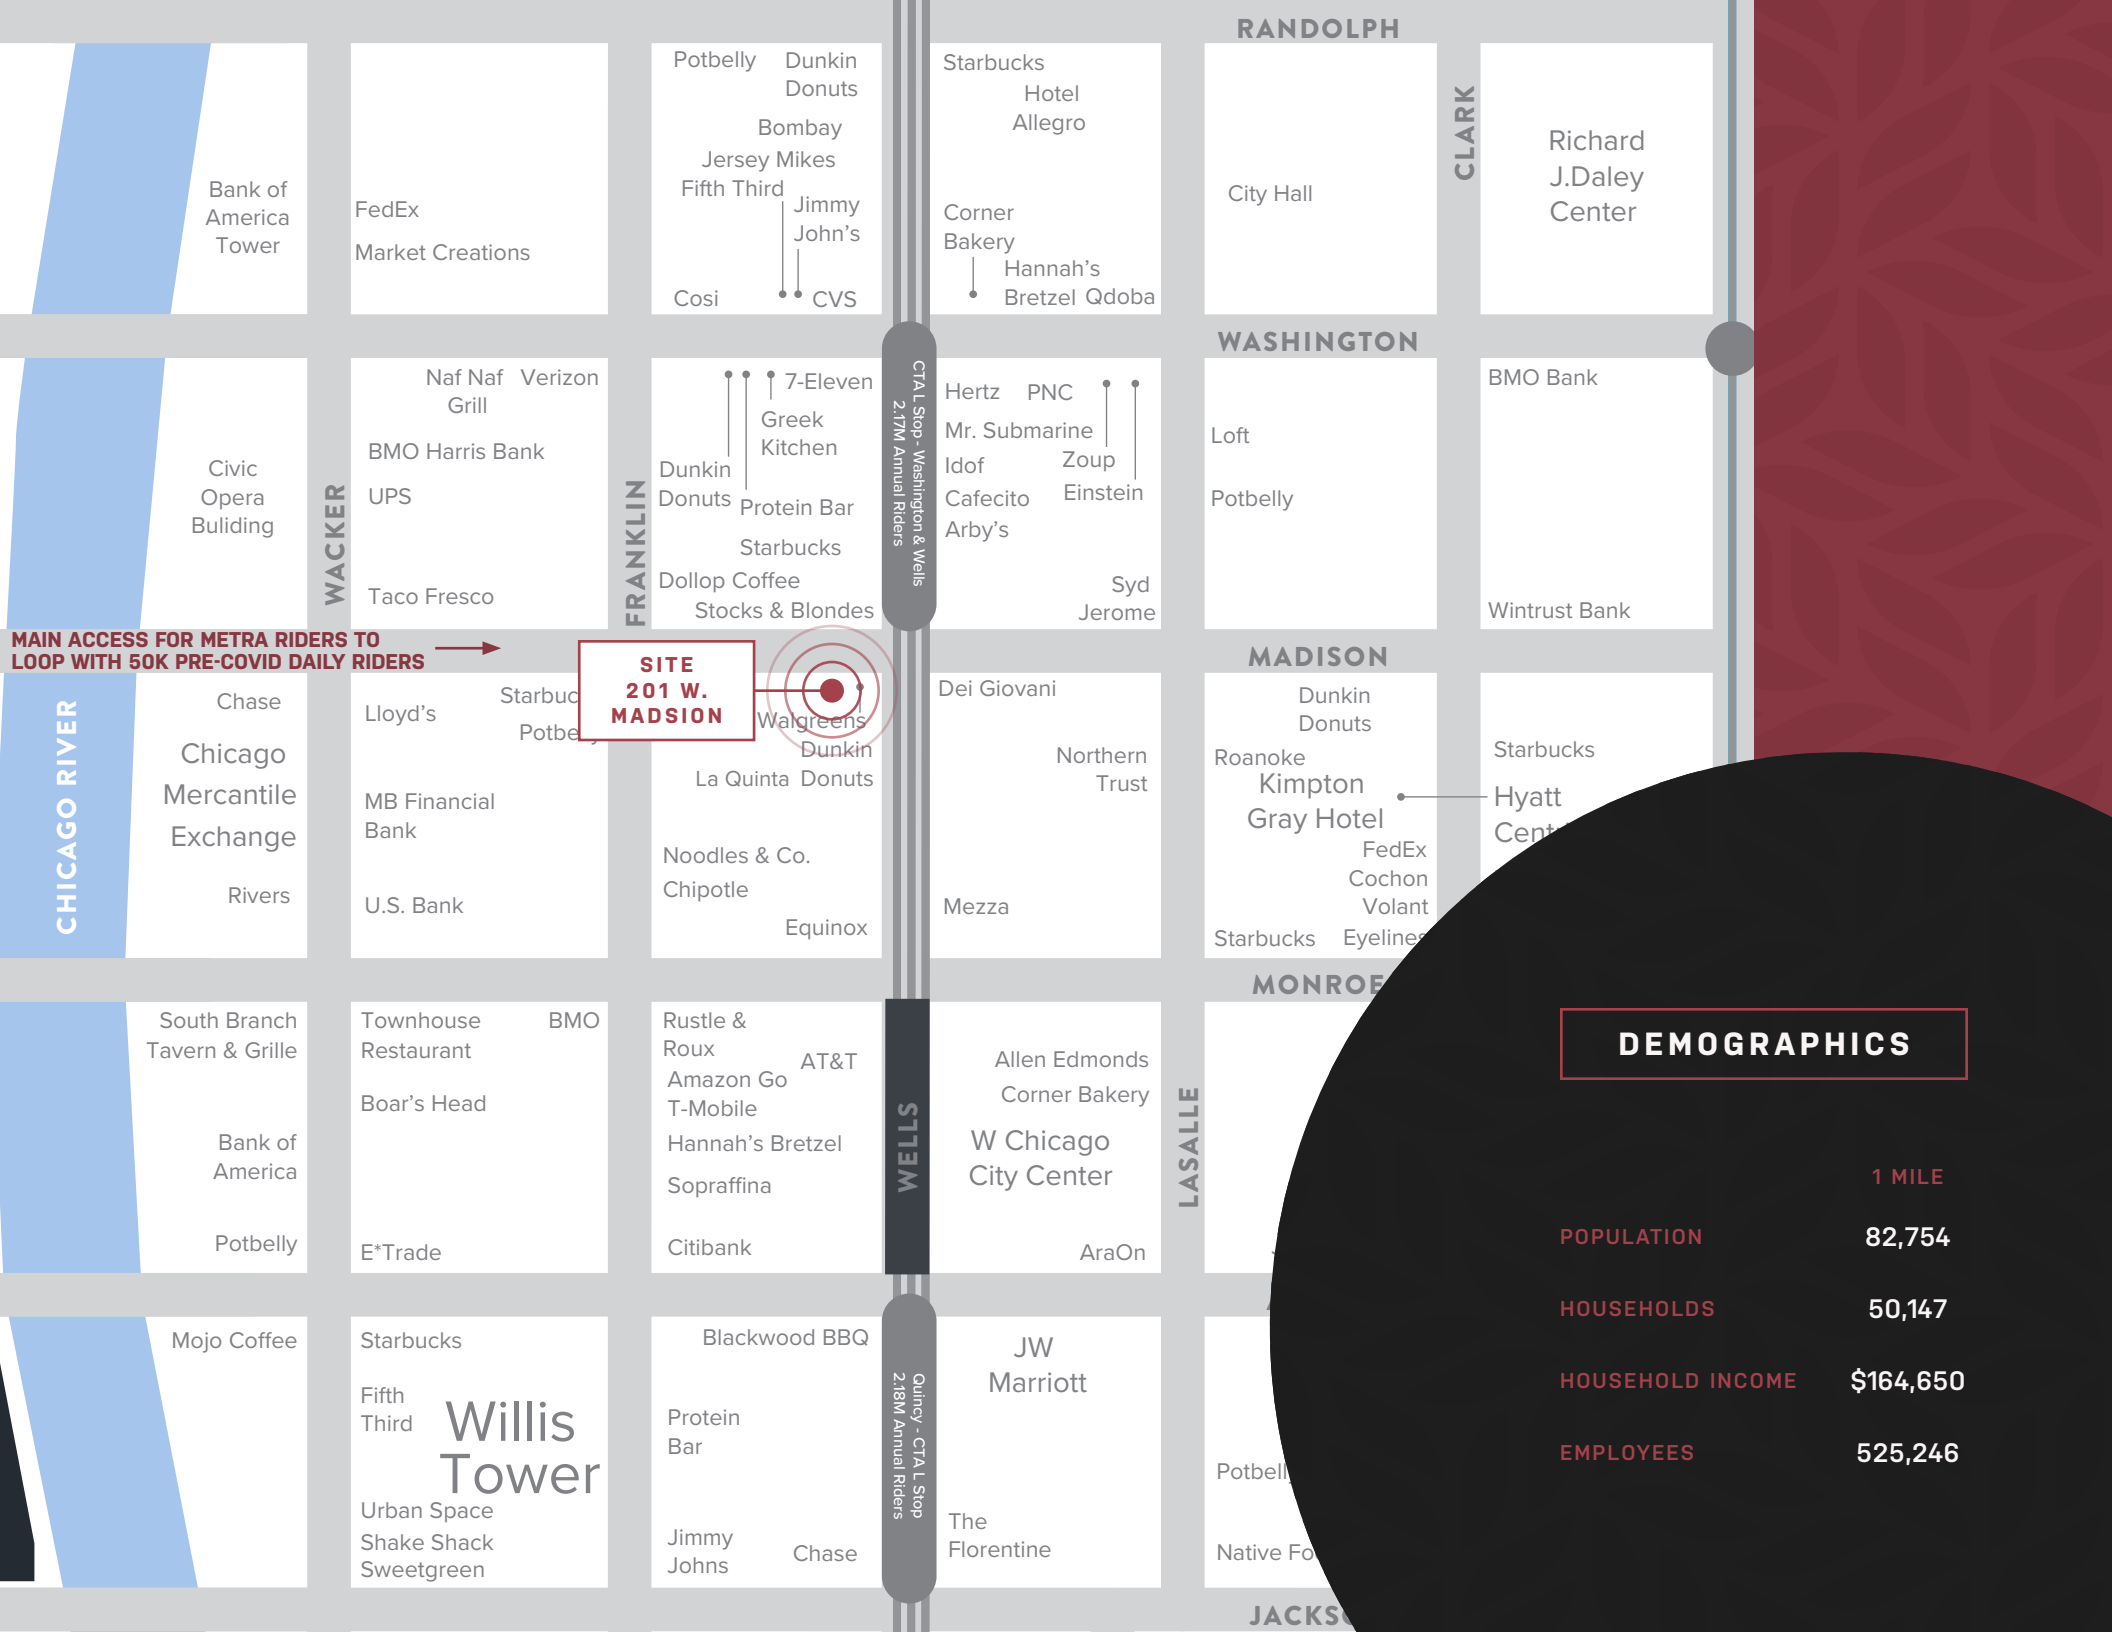 RANDOLPH
Potbelly
Dunkin
Donuts
Bombay
Jersey Mikes
Fifth Third
Jimmy
John's
Cosi
CVS
Starbucks
Hotel
Allegro
Corner
Bakery
Hannah's
Bretzel
Qdoba
City Hall
CLARK
Richard
J.Daley
Center
Bank of
America
Tower
FedEx
Market Creations
WASHINGTON
Civic
Opera
Buliding
WACKER
Naf Naf
Grill
Verizon
BMO Harris Bank
UPS
Taco Fresco
FRANKLIN
7-Eleven
Greek
Kitchen
Dunkin
Donuts
Protein Bar
Starbucks
Dollop Coffee
Stocks & Blondes
CTA L Stop - Washington & Wells
2.17M Annual Riders
Hertz
PNC
Mr. Submarine
Idof
Zoup
Cafecito
Einstein
Arby's
Syd
Jerome
Loft
Potbelly
BMO Bank
Wintrust Bank
MAIN ACCESS FOR METRA RIDERS TO
LOOP WITH 50K PRE-COVID DAILY RIDERS
MADISON
SITE
201 W.
MADSION
CHICAGO RIVER
Chase
Chicago
Mercantile
Exchange
Rivers
Lloyd's
Starbuc
Potbe
MB Financial
Bank
U.S. Bank
Walgreens
Dunkin
Donuts
La Quinta
Noodles & Co.
Chipotle
Equinox
Dei Giovani
Northern
Trust
Mezza
Dunkin
Donuts
Roanoke
Kimpton
Gray Hotel
FedEx
Cochon
Volant
Starbucks
Eyelines
Starbucks
Hyatt
Cent
MONROE
South Branch
Tavern & Grille
Bank of
America
Potbelly
Townhouse
Restaurant
BMO
Boar's Head
E*Trade
Rustle &
Roux
AT&T
Amazon Go
T-Mobile
Hannah's Bretzel
Sopraffina
Citibank
WELLS
Allen Edmonds
Corner Bakery
W Chicago
City Center
AraOn
LASALLE
Mojo Coffee
Starbucks
Fifth
Third
Willis
Tower
Urban Space
Shake Shack
Sweetgreen
Blackwood BBQ
Protein
Bar
Jimmy
Johns
Chase
Quincy - CTA L Stop
2.18M Annual Riders
JW
Marriott
The
Florentine
Potbell
Native Fo
JACKS
DEMOGRAPHICS
1 MILE
POPULATION 82,754
HOUSEHOLDS 50,147
HOUSEHOLD INCOME $164,650
EMPLOYEES 525,246